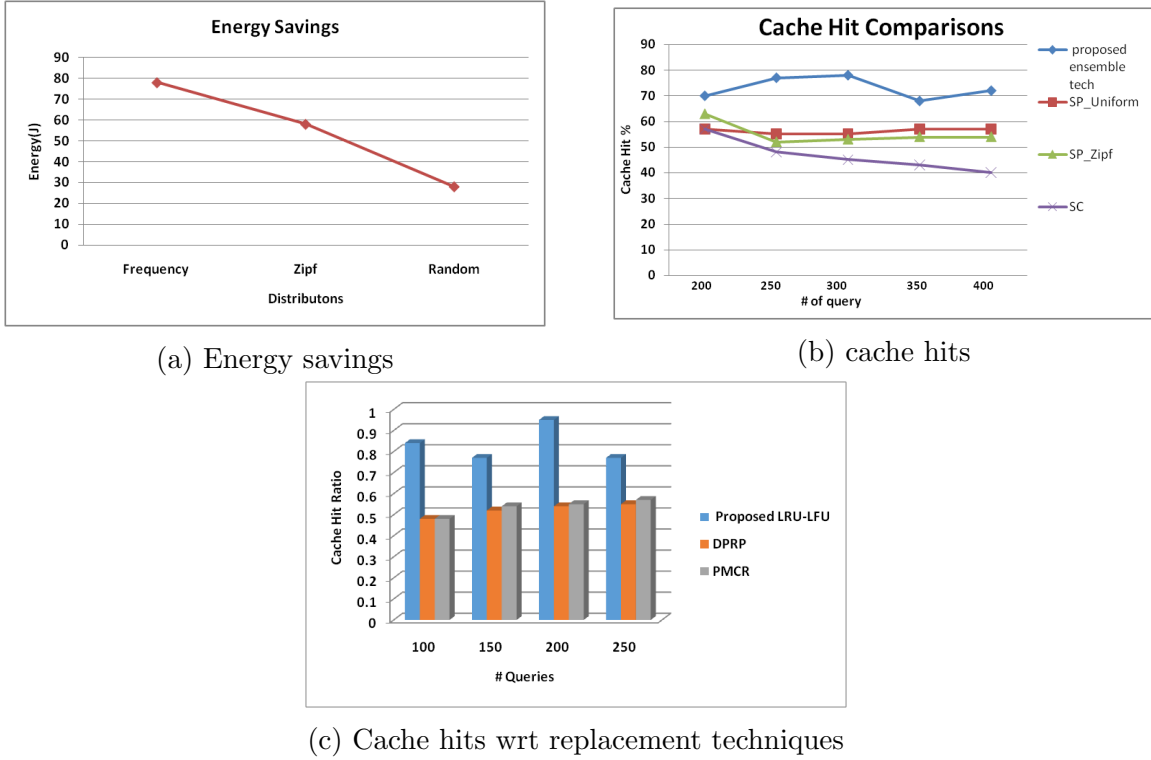 Energy Savings
90
80
70
60
50
40
30
20
10
0
Energy(J)
Frequency
Zipf
Random
Distributons
(a) Energy savings
Cache Hit Comparisons
90
80
70
60
50
40
30
20
10
0
Cache Hit %
200
250
300
350
400
# of query
proposed
ensemble
tech
SP_Uniform
SP_Zipf
SC
(b) cache hits
1
0.9
0.8
0.7
0.6
0.5
0.4
0.3
0.2
0.1
0
Cache Hit Ratio
100
150
200
250
# Queries
Proposed LRU-LFU
DPRP
PMCR
(c) Cache hits wrt replacement techniques